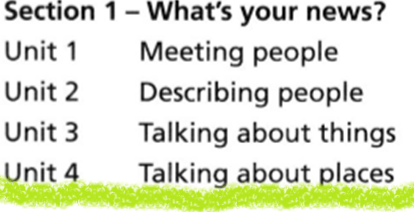 Section 1 – What's your news?
Unit 1 Meeting people
Unit 2 Describing people
Unit 3 Talking about things
Unit 4 Talking about places